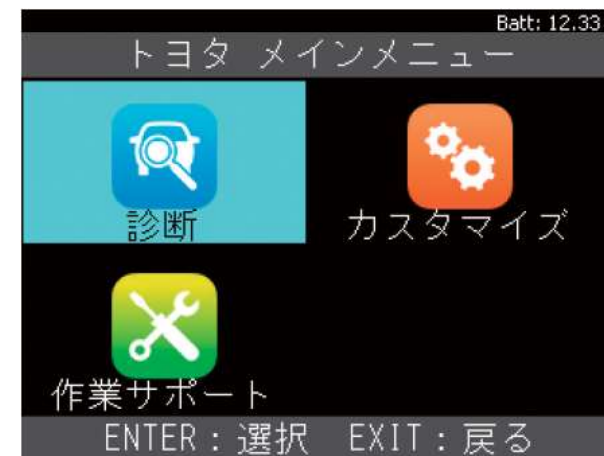 Batt: 12.33
トヨタ メインメニュー
診断
カスタマイズ
作業サポート
ENTER：選択 EXIT：戻る